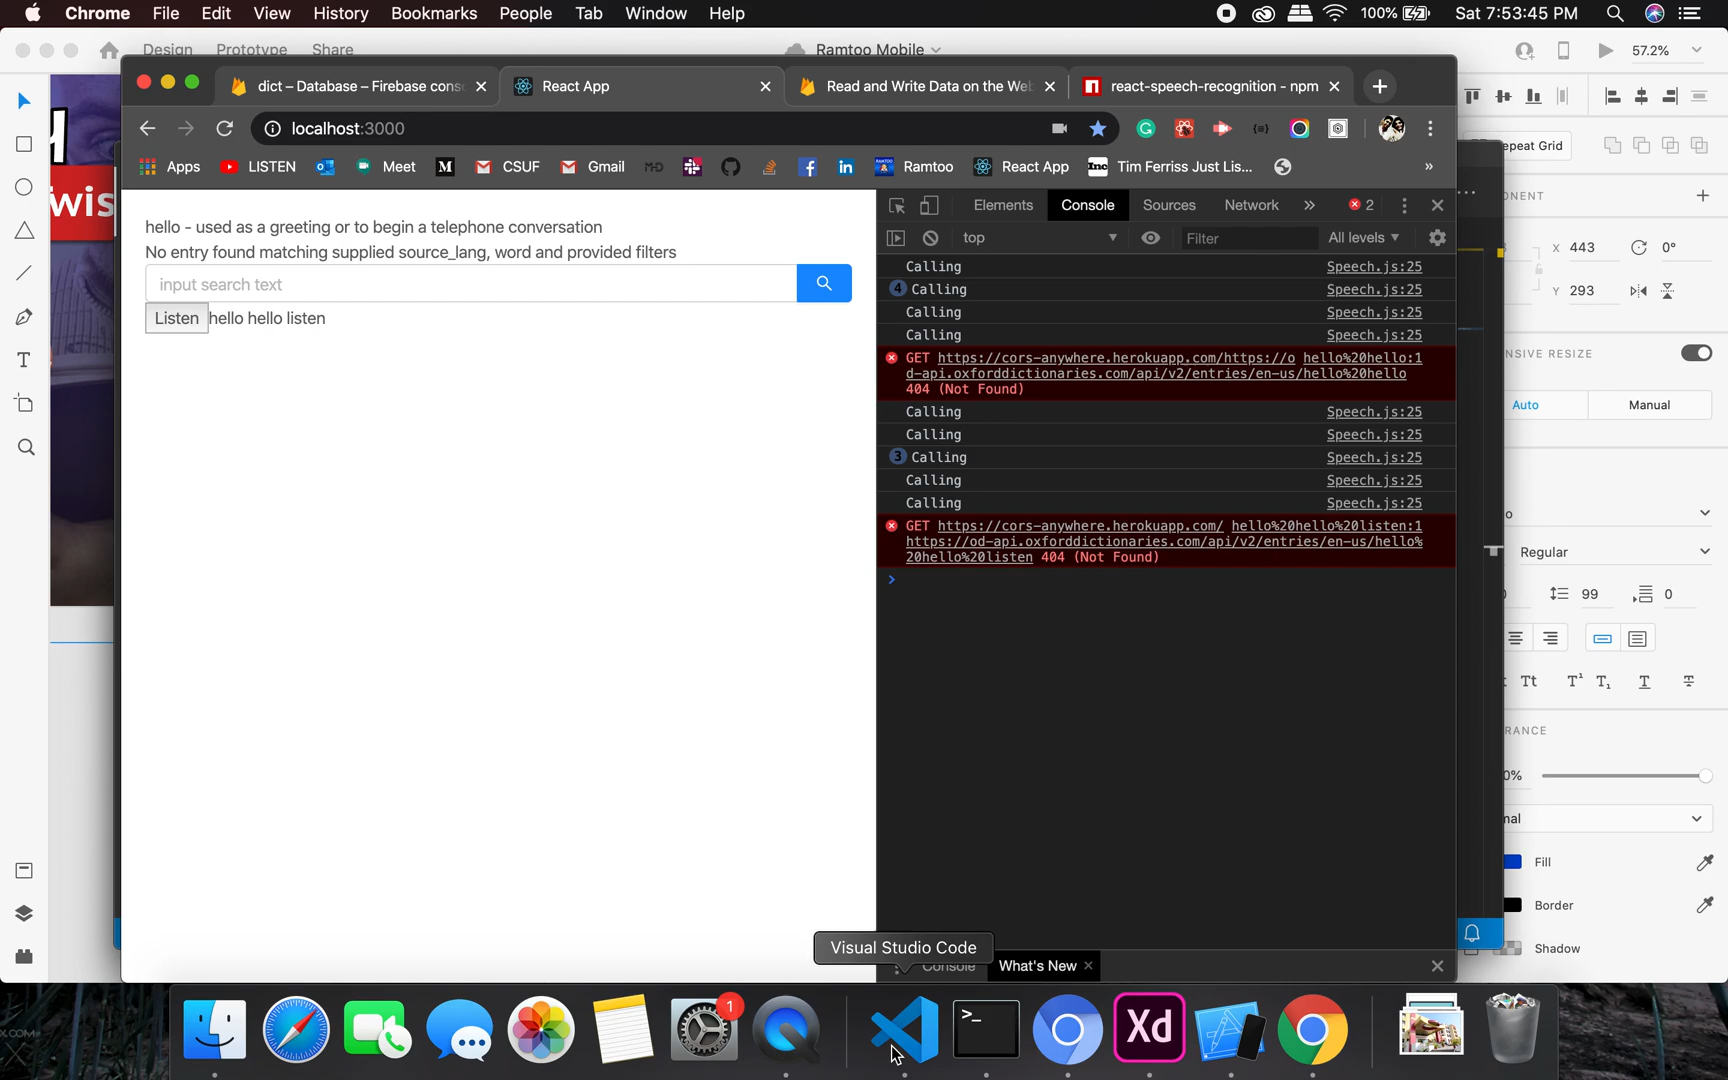 Chrome File Edit View History Bookmarks People Tab Window Help 100% Sat 7:53:45 PM
Design Prototype Share Ramtoo Mobile 57.2%
dict – Database – Firebase cons React App Read and Write Data on the We react-speech-recognition - npm
localhost:3000
Apps LISTEN Meet M CSUF Gmail Ramtoo React App Inc Tim Ferriss Just Lis... »
epeat Grid
wis
hello - used as a greeting or to begin a telephone conversation
No entry found matching supplied source_lang, word and provided filters
input search text
Listen hello hello listen
Elements Console Sources Network » 2
top Filter All levels
Calling Speech.js:25
4 Calling Speech.js:25
Calling Speech.js:25
Calling Speech.js:25
GET https://cors-anywhere.herokuapp.com/https://o hello%20hello:1
d-api.oxforddictionaries.com/api/v2/entries/en-us/hello%20hello
404 (Not Found)
Calling Speech.js:25
Calling Speech.js:25
3 Calling Speech.js:25
Calling Speech.js:25
Calling Speech.js:25
GET https://cors-anywhere.herokuapp.com/ hello%20hello%20listen:1
https://od-api.oxforddictionaries.com/api/v2/entries/en-us/hello%
20hello%20listen 404 (Not Found)
Console What's New
Visual Studio Code
ONENT
X 443 0°
Y 293
NSIVE RESIZE
Auto Manual
Regular
99 0
Tt T¹ T₁ T T
RANCE
0%
mal
Fill
Border
Shadow
1
Xd
X.COM